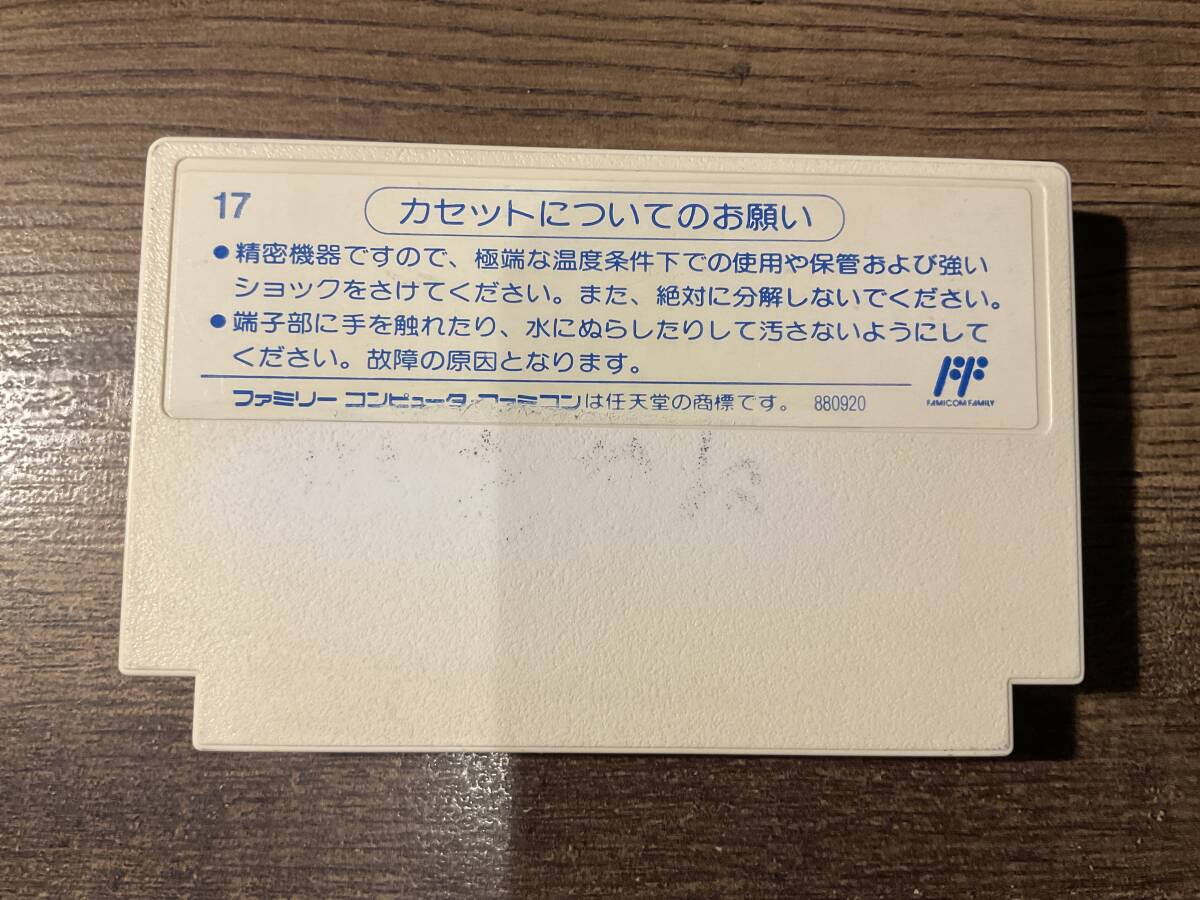 17
カセットについてのお願い
●精密機器ですので、極端な温度条件下での使用や保管および強い
ショックをさけてください。また、絶対に分解しないでください。
●端子部に手を触れたり、水にぬらしたりして汚さないようにして
ください。故障の原因となります。
ファミリーコンピュータ・ファミコンは任天堂の商標です。 880920
FAMICOM FAMILY